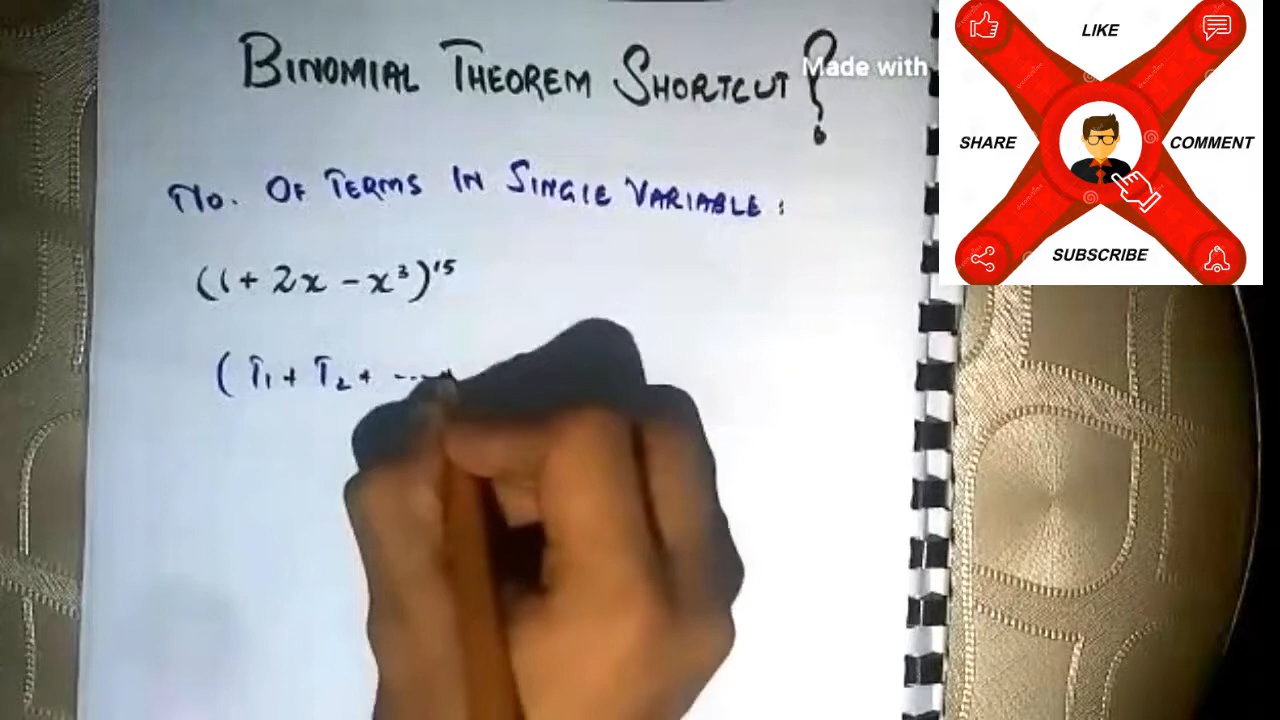 BINOMIAL THEOREM SHORTCUT?
Made with
LIKE
SHARE
COMMENT
SUBSCRIBE
No. OF TERMS IN SINGLE VARIABLE :
(1 + 2x - x³)¹⁵
( T₁ + T₂ + ....